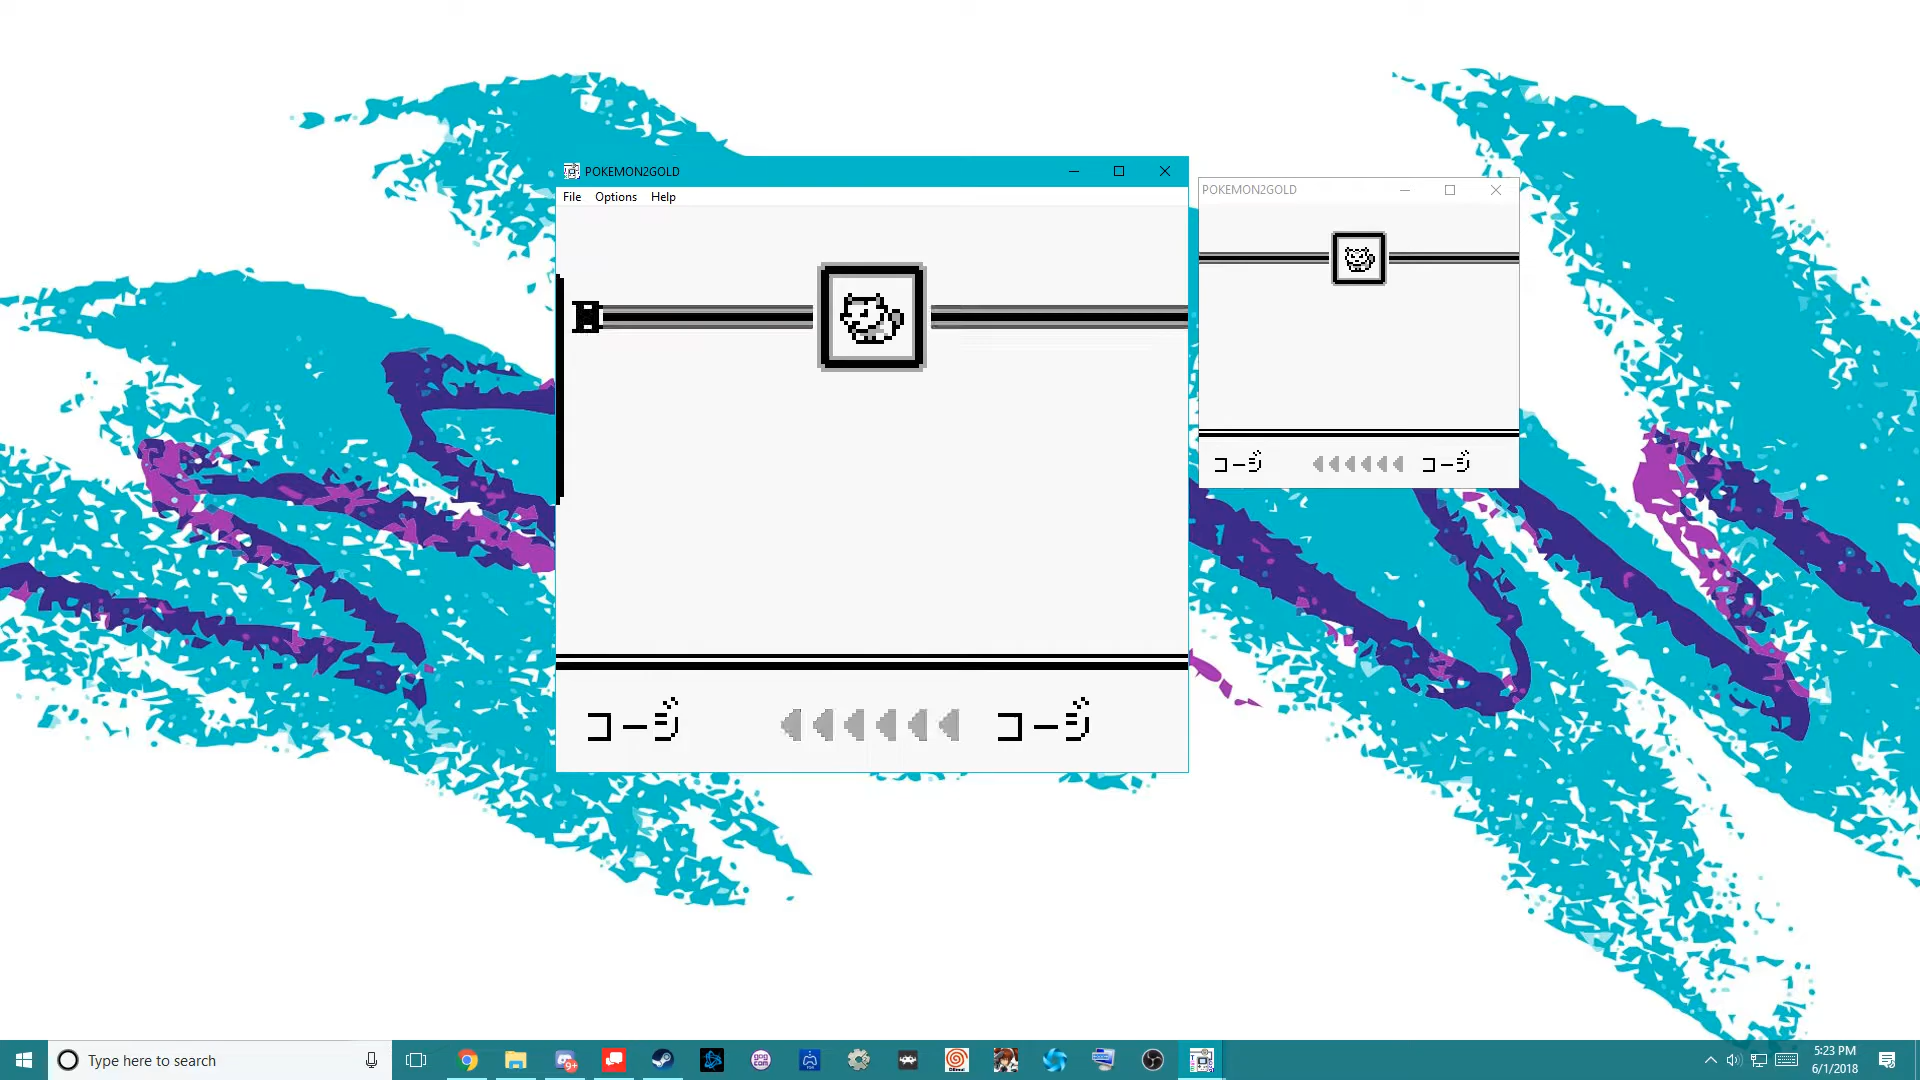 POKEMON2GOLD
File Options Help
コージ コージ
POKEMON2GOLD
コージ コージ
Type here to search
5:23 PM
6/1/2018